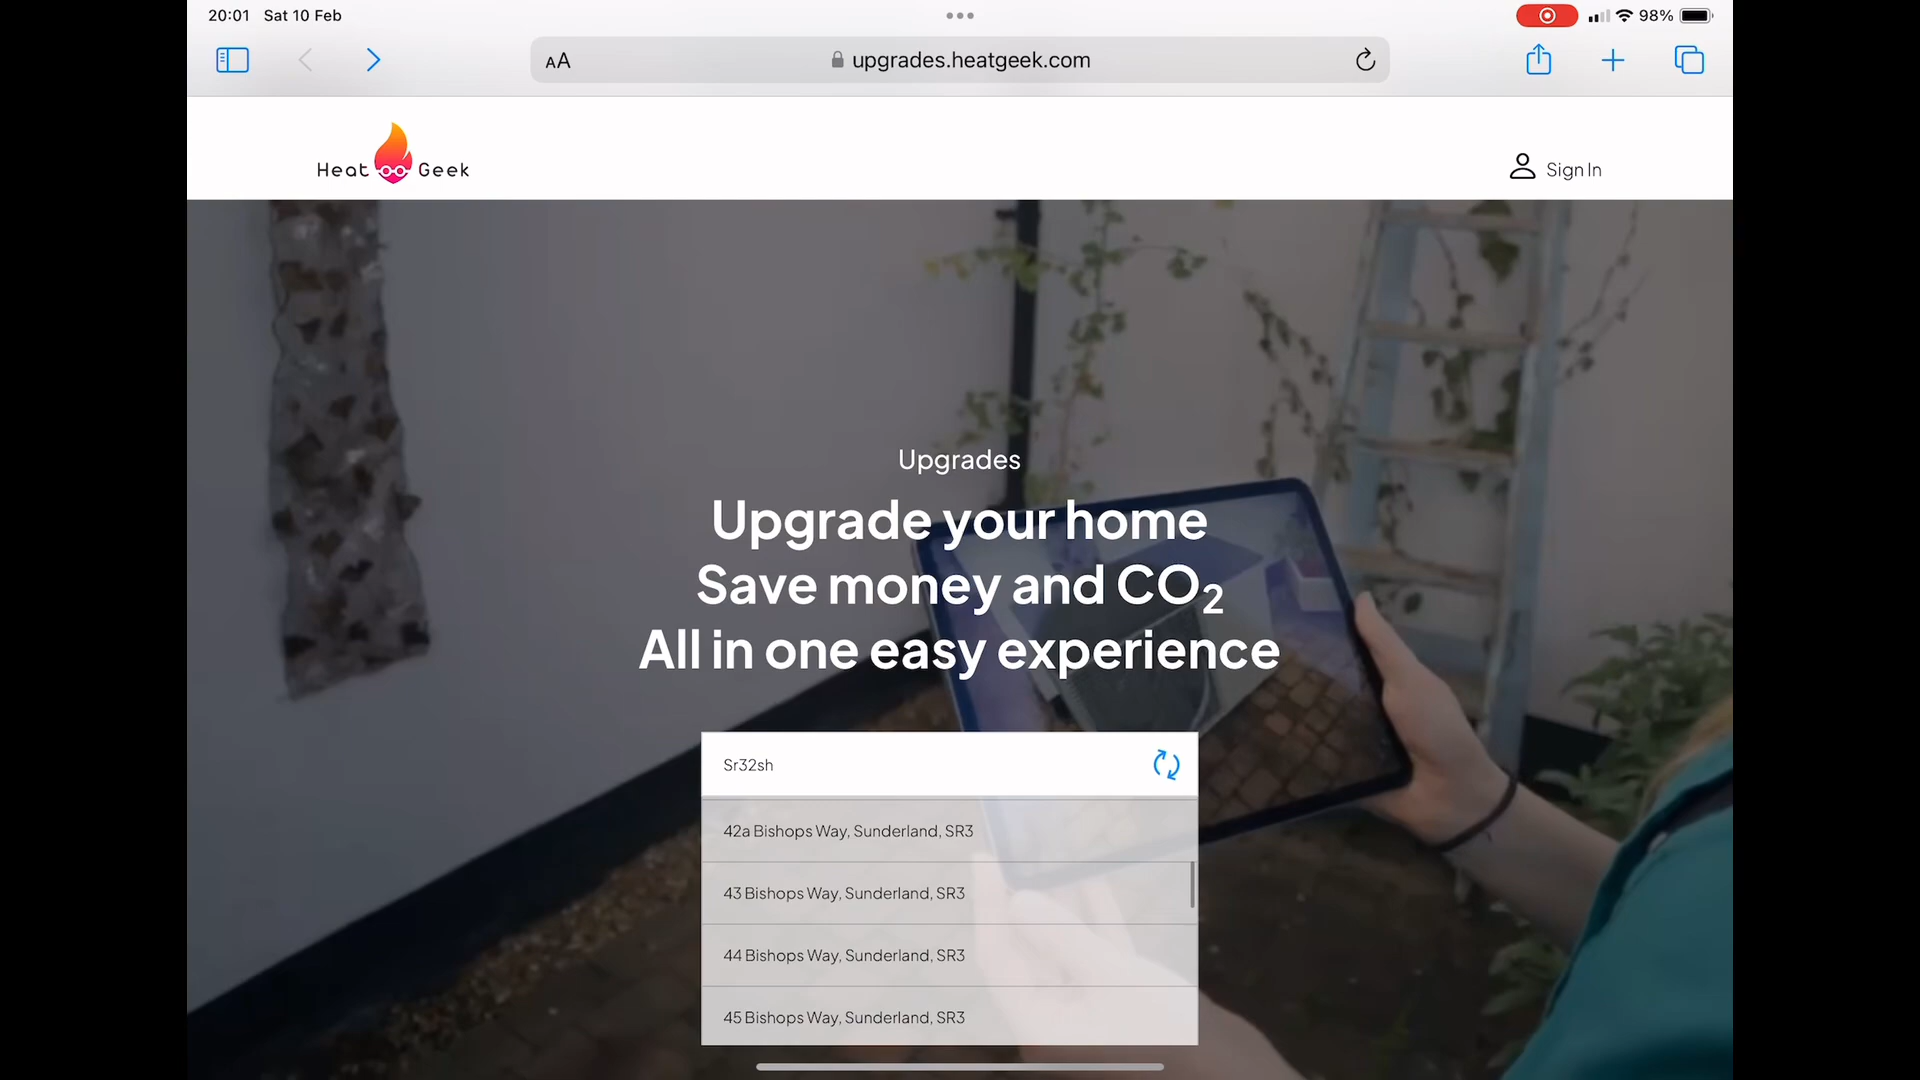 20:01 Sat 10 Feb
98%
AA
upgrades.heatgeek.com
Heat Geek
Sign In
Upgrades
Upgrade your home
Save money and CO₂
All in one easy experience
Sr32sh
42a Bishops Way, Sunderland, SR3
43 Bishops Way, Sunderland, SR3
44 Bishops Way, Sunderland, SR3
45 Bishops Way, Sunderland, SR3